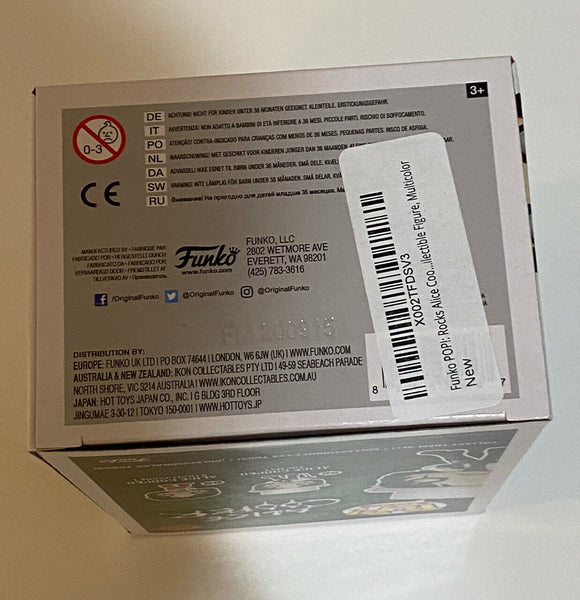 3+
0-3
DE ACHTUNG! NICHT FÜR KINDER UNTER 36 MONATEN GEEIGNET. KLEINTEILE. ERSTICKUNGSGEFAHR.
IT AVVERTENZA! NON ADATTO A BAMBINI DI ETÀ INFERIORE A 36 MESI. PICCOLE PARTI. RISCHIO DI SOFFOCAMENTO.
PO ATENÇÃO! CONTRA-INDICADO PARA CRIANÇAS COM MENOS DE 36 MESES. PEQUENAS PARTES. RISCO DE ASFIXIA.
NL WAARSCHUWING! NIET GESCHIKT VOOR KINDEREN JONGER DAN 36 MAANDEN.
DA ADVARSEL! IKKE EGNET TIL BØRN UNDER 36 MÅNEDER. SMÅ DELE.
SW VARNING! INTE LÄMPLIG FÖR BARN UNDER 36 MÅNADER. SMÅ DELAR.
RU Внимание! Не пригодно для детей младше 36 месяцев.
CE
MANUFACTURED BY • FABRIQUÉ PAR
FABRICADO POR • HERGESTELLT DURCH
FABBRICATO DA • FABRICADO POR
VERVAARDIGD DOOR • FREMSTILLET AF
TILLVERKAD AV • Производитель
Funko
www.funko.com
FUNKO, LLC
2802 WETMORE AVE
EVERETT, WA 98201
(425) 783-3616
/OriginalFunko @OriginalFunko @OriginalFunko
DISTRIBUTION BY:
EUROPE: FUNKO UK LTD | PO BOX 74644 | LONDON, W6 6JW (UK) | WWW.FUNKO.COM
AUSTRALIA & NEW ZEALAND: IKON COLLECTABLES PTY LTD | 49-59 SEABEACH PARADE
NORTH SHORE, VIC 3214 AUSTRALIA | WWW.IKONCOLLECTABLES.COM.AU
JAPAN: HOT TOYS JAPAN CO., INC. I G BLDG 3RD FLOOR
JINGUMAE 3-30-12 | TOKYO 150-0001 | WWW.HOTTOYS.JP
8
7
X002TFDSV3
Funko POP!: Rocks Alice Coo...llectible Figure, Multicolor
New
Funko
ALICE
COOPER